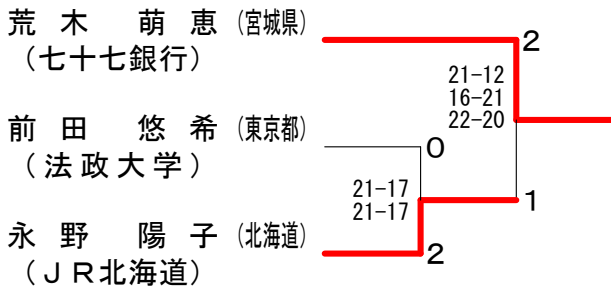 荒木 萌恵 (宮城県)
(七十七銀行)
2
21-12
16-21
22-20
前田 悠希 (東京都)
(法政大学)
0
21-17
21-17
1
永野 陽子 (北海道)
(JR北海道)
2